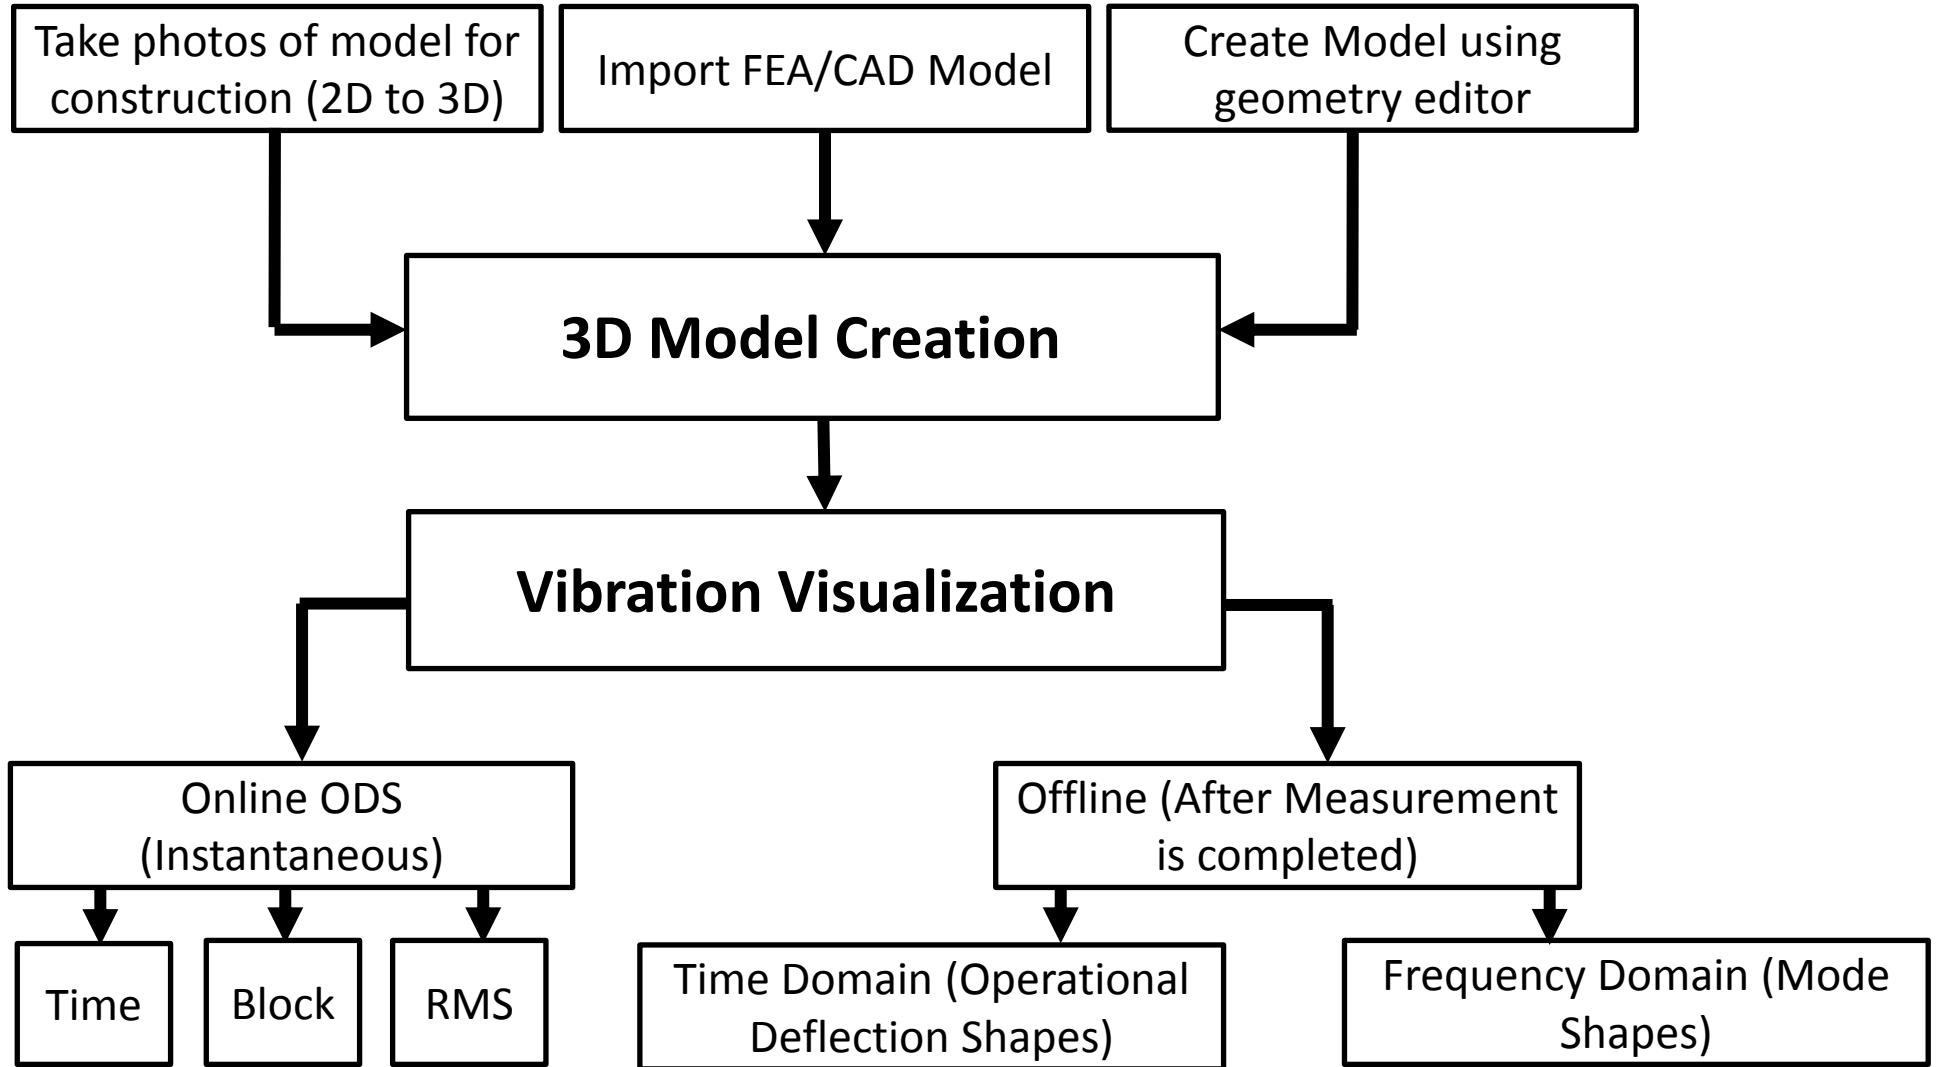 Take photos of model for
construction (2D to 3D)
Import FEA/CAD Model
Create Model using
geometry editor
3D Model Creation
Vibration Visualization
Online ODS
(Instantaneous)
Offline (After Measurement
is completed)
Time
Block
RMS
Time Domain (Operational
Deflection Shapes)
Frequency Domain (Mode
Shapes)